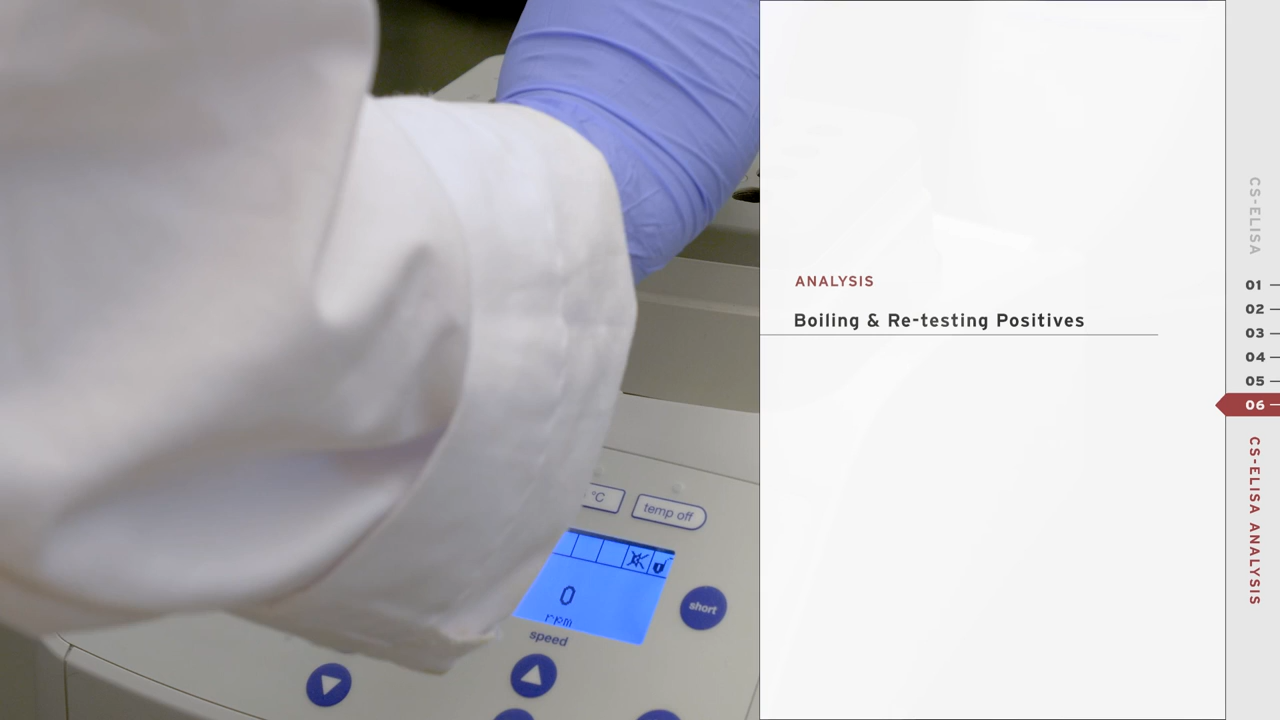 °C
temp off
0
rpm
speed
short
ANALYSIS
Boiling & Re-testing Positives
CS-ELISA
01
02
03
04
05
06
CS-ELISA ANALYSIS